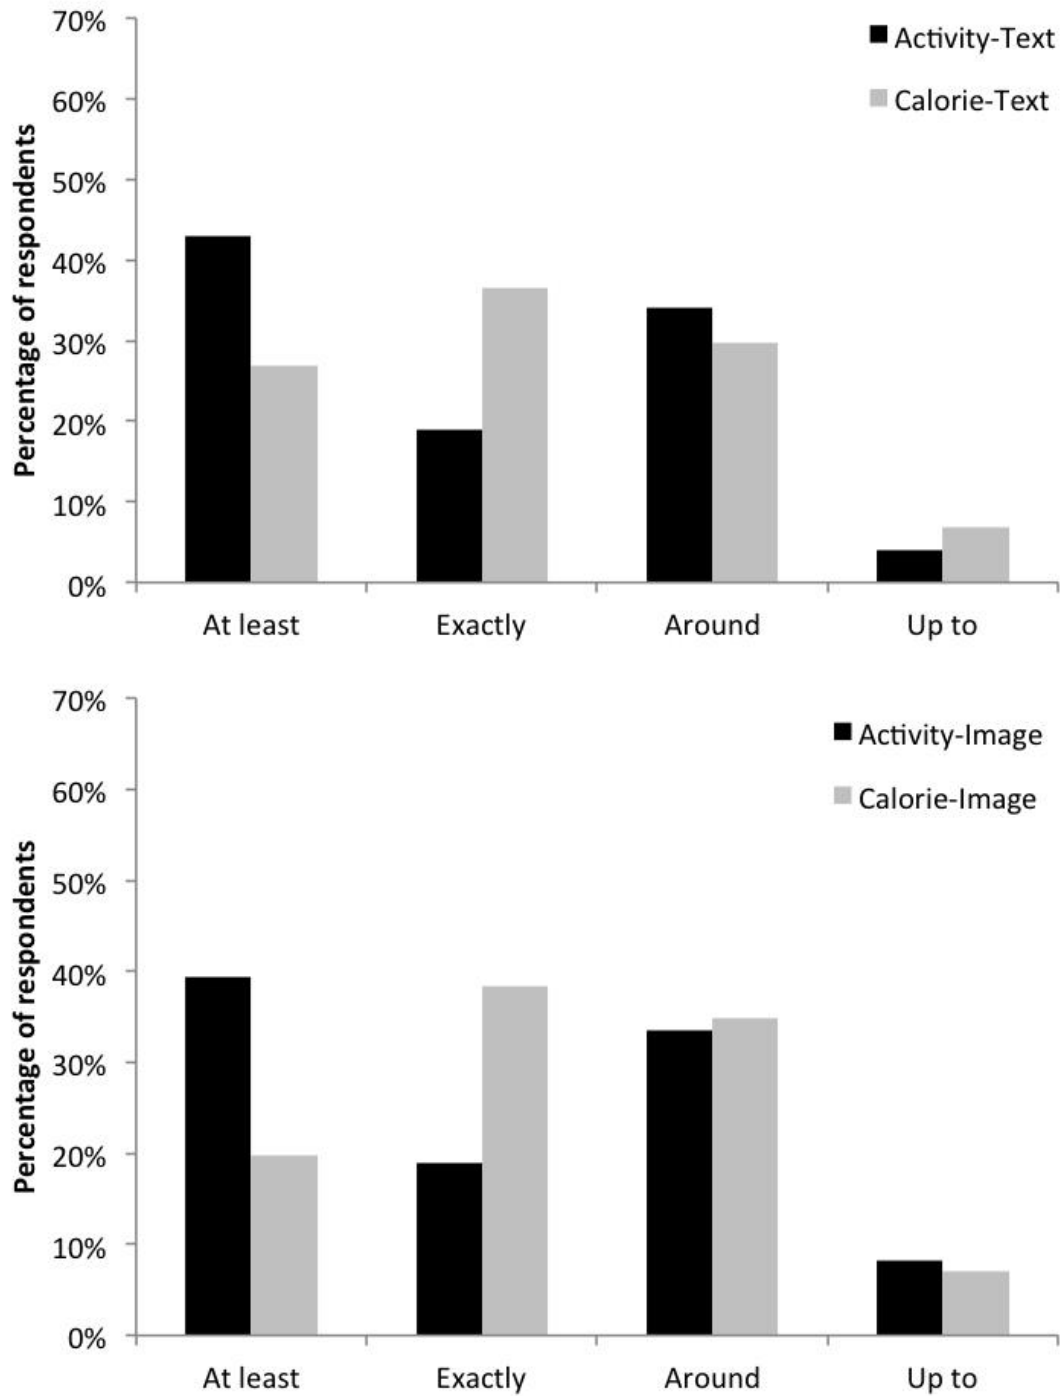 70%
Activity-Text
60%
Calorie-Text
50%
40%
30%
20%
10%
0%
Percentage of respondents
At least
Exactly
Around
Up to
70%
Activity-Image
60%
Calorie-Image
50%
40%
30%
20%
10%
0%
Percentage of respondents
At least
Exactly
Around
Up to